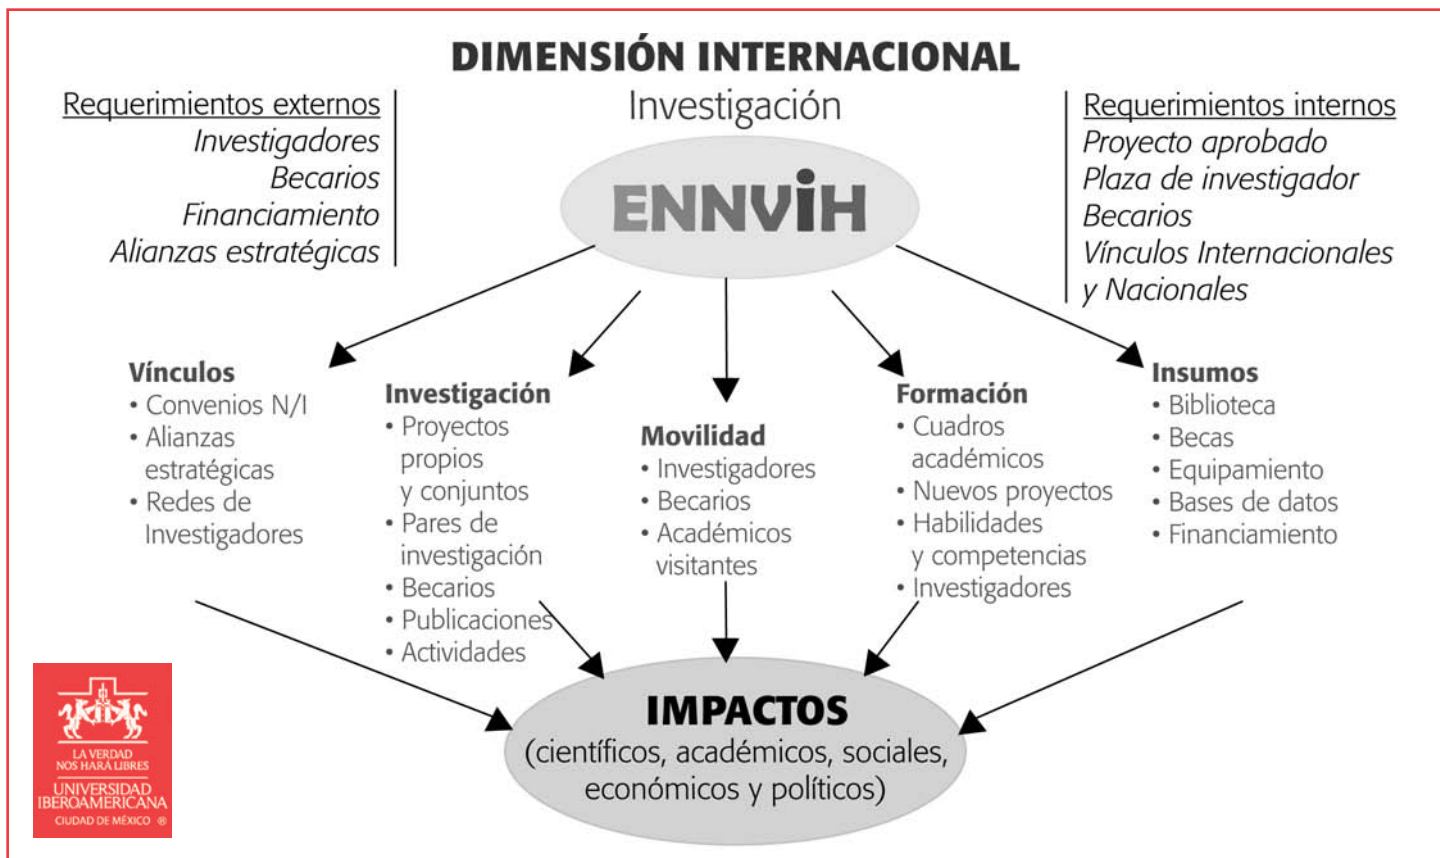 DIMENSIÓN INTERNACIONAL
Investigación
ENNViH
Requerimientos externos
Investigadores
Becarios
Financiamiento
Alianzas estratégicas
Requerimientos internos
Proyecto aprobado
Plaza de investigador
Becarios
Vínculos Internacionales
y Nacionales
Vínculos
• Convenios N/I
• Alianzas
estratégicas
• Redes de
Investigadores
Investigación
• Proyectos
propios
y conjuntos
• Pares de
investigación
• Becarios
• Publicaciones
• Actividades
Movilidad
• Investigadores
• Becarios
• Académicos
visitantes
Formación
• Cuadros
académicos
• Nuevos proyectos
• Habilidades
y competencias
• Investigadores
Insumos
• Biblioteca
• Becas
• Equipamiento
• Bases de datos
• Financiamiento
IMPACTOS
(científicos, académicos, sociales,
económicos y políticos)
LA VERDAD
NOS HARÁ LIBRES
UNIVERSIDAD
IBEROAMERICANA
CIUDAD DE MÉXICO ®